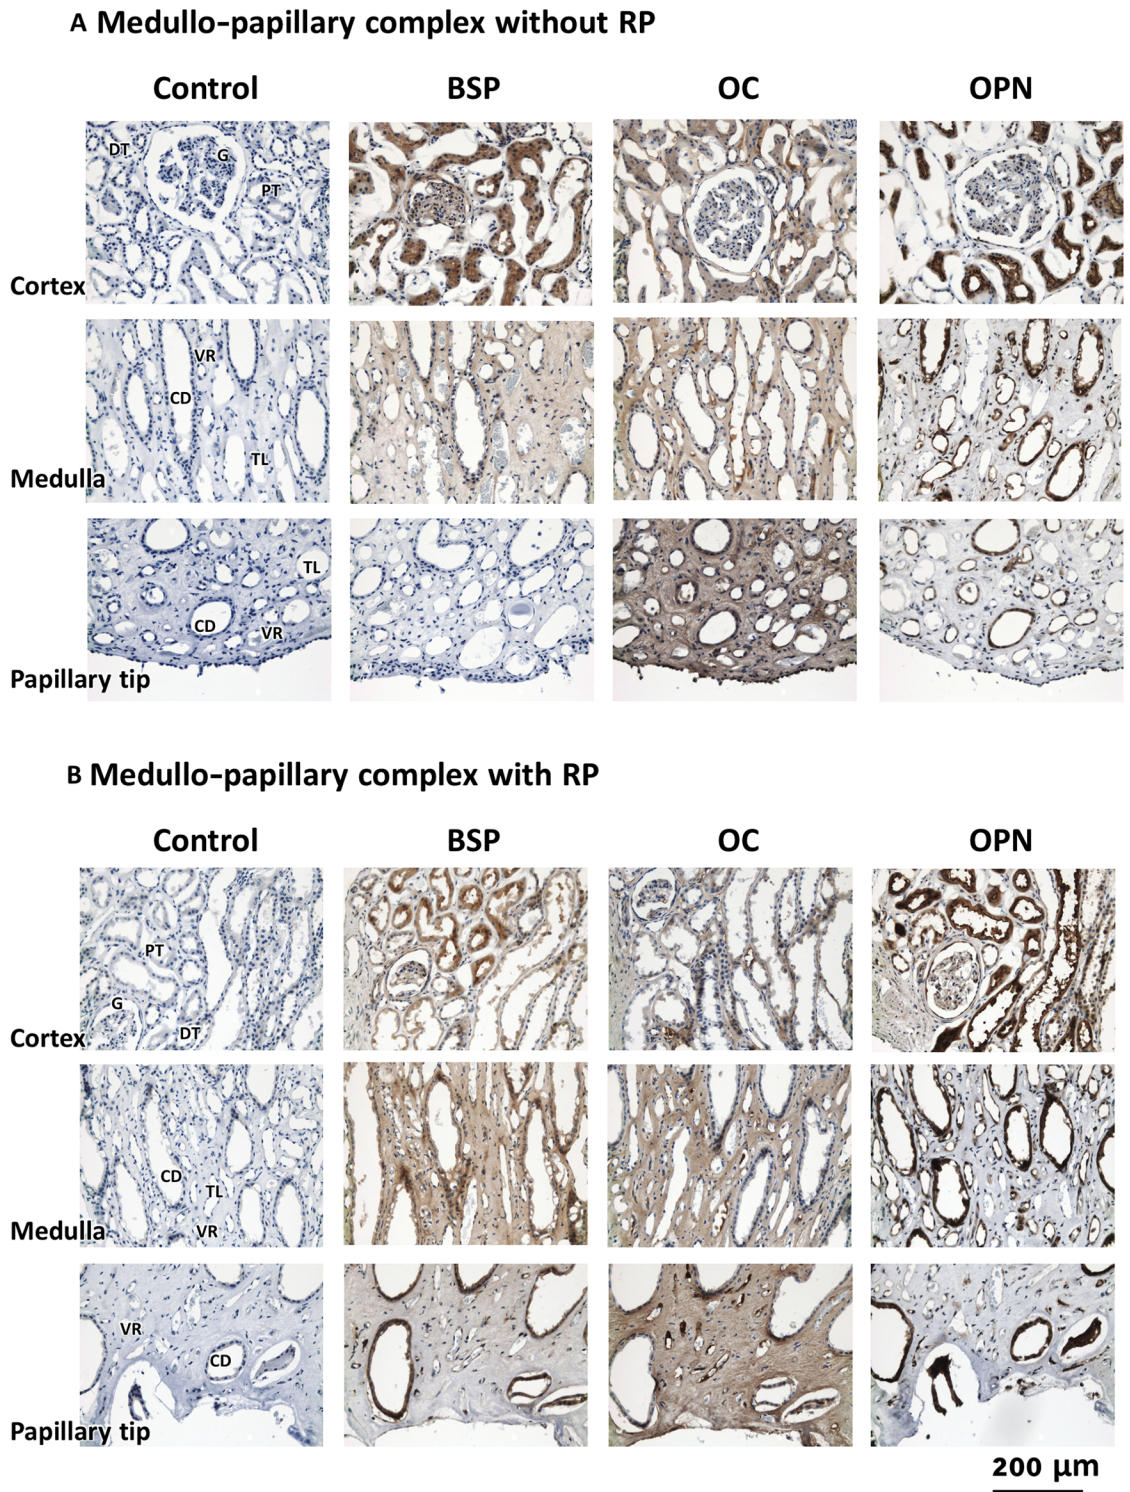 A Medullo-papillary complex without RP
Control BSP OC OPN
DT G PT
Cortex
VR CD TL
Medulla
TL CD VR
Papillary tip
B Medullo-papillary complex with RP
Control BSP OC OPN
PT G DT
Cortex
CD TL VR
Medulla
VR CD
Papillary tip
200 µm